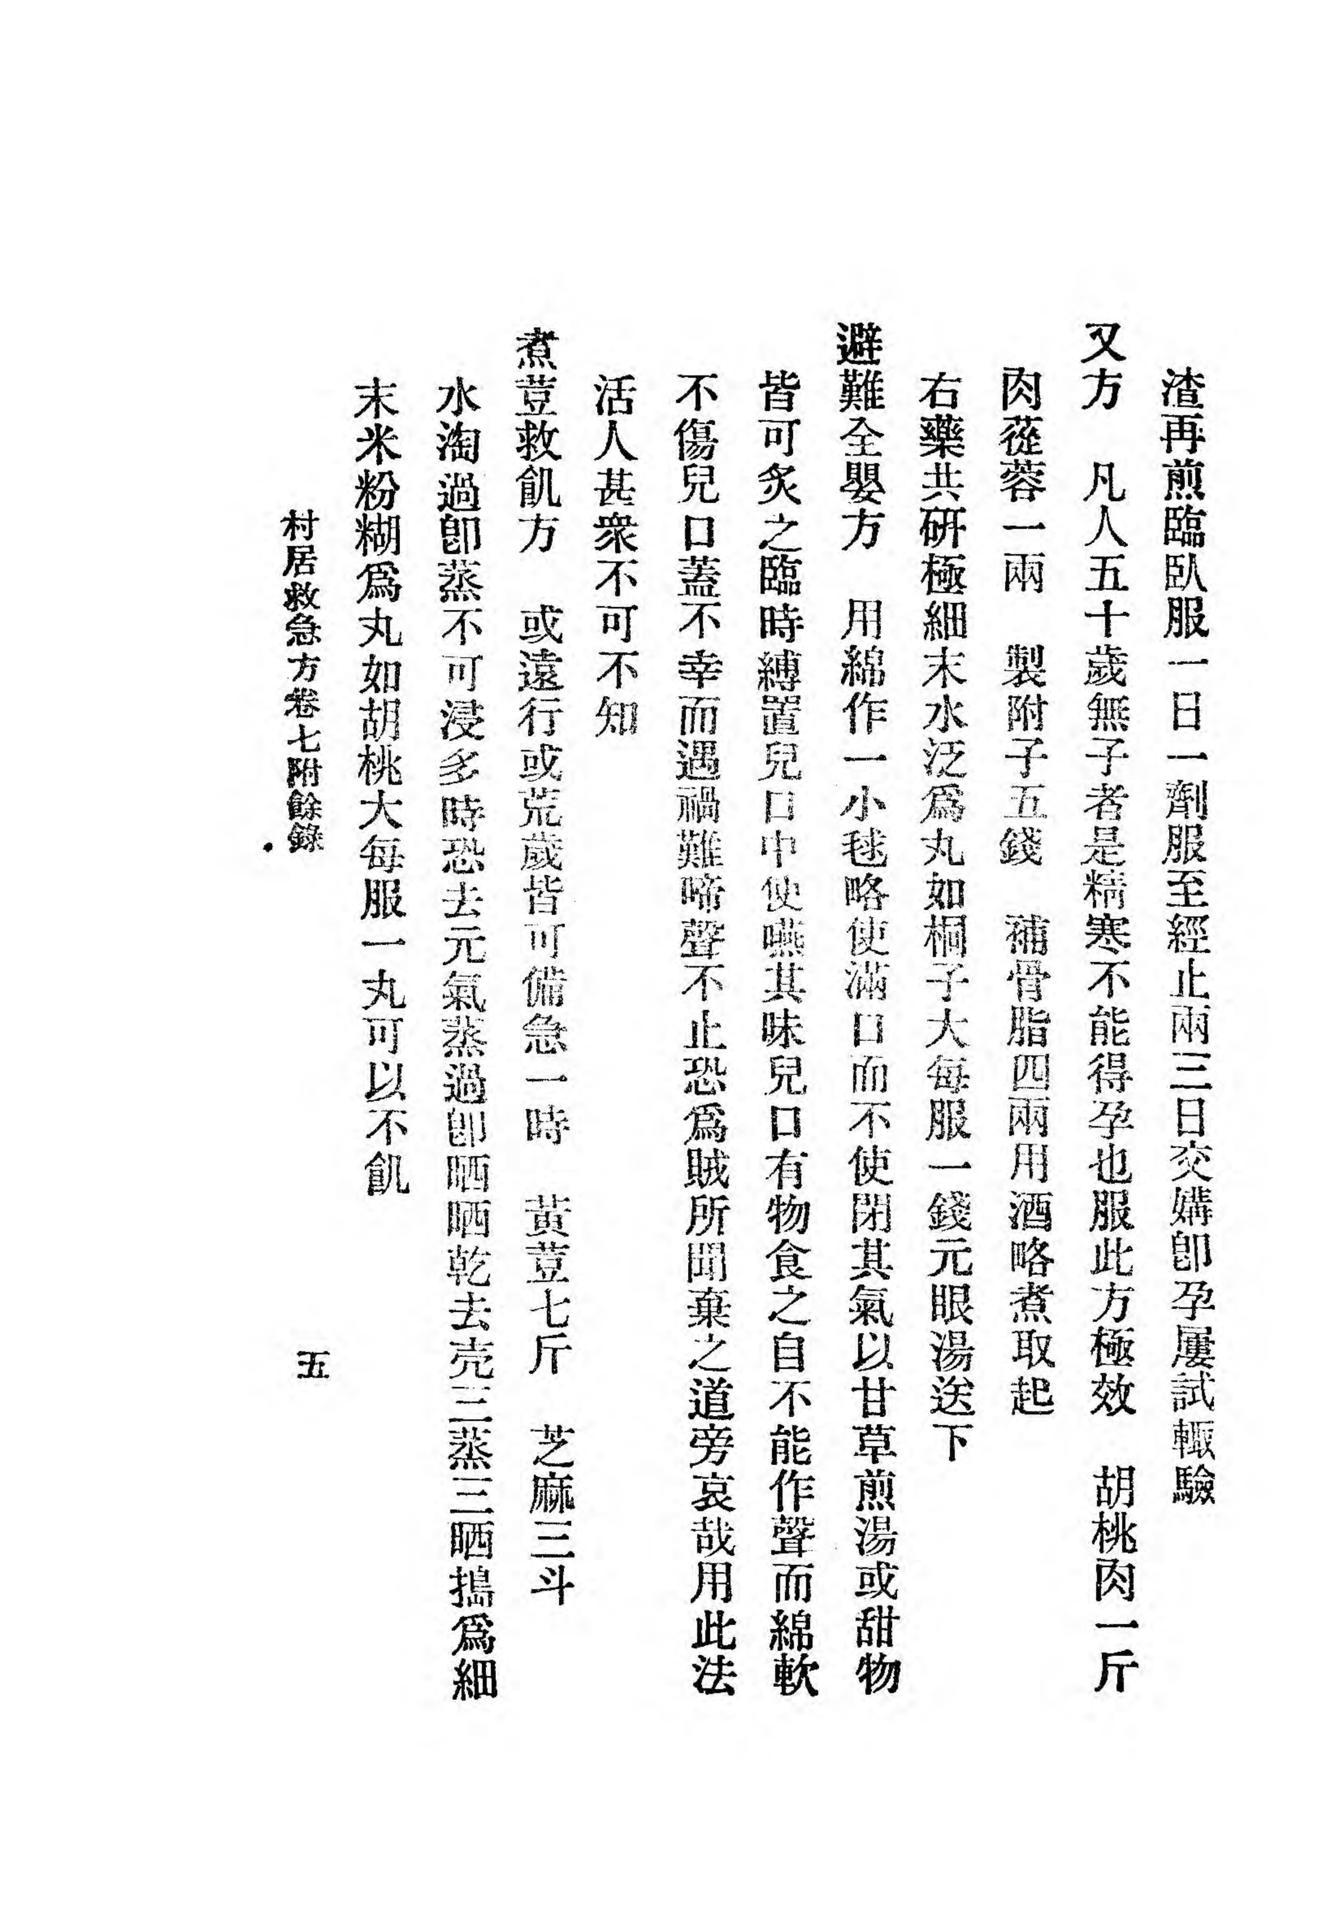 渣再煎臨臥服一日一劑服至經止兩三日交媾卽孕屢試輙驗
又方　凡人五十歲無子者是精寒不能得孕也服此方極效　胡桃肉一斤
肉蓯蓉一兩　製附子五錢　補骨脂四兩用酒略煮取起
右藥共硏極細末水泛爲丸如桐子大每服一錢元眼湯送下
避難全嬰方　用綿作一小毬略使滿口而不使閉其氣以甘草煎湯或甜物
皆可炙之臨時縛置兒口中使嚥其味兒口有物食之自不能作聲而綿軟
不傷兒口蓋不幸而遇禍難啼聲不止恐爲賊所聞棄之道旁哀哉用此法
活人甚衆不可不知
煮荳救飢方　或遠行或荒歲皆可備急一時　黃荳七斤　芝麻三斗
水淘過卽蒸不可浸多時恐去元氣蒸過卽晒晒乾去壳三蒸三晒搗爲細
末米粉糊爲丸如胡桃大每服一丸可以不飢
村居救急方卷七附餘錄
五